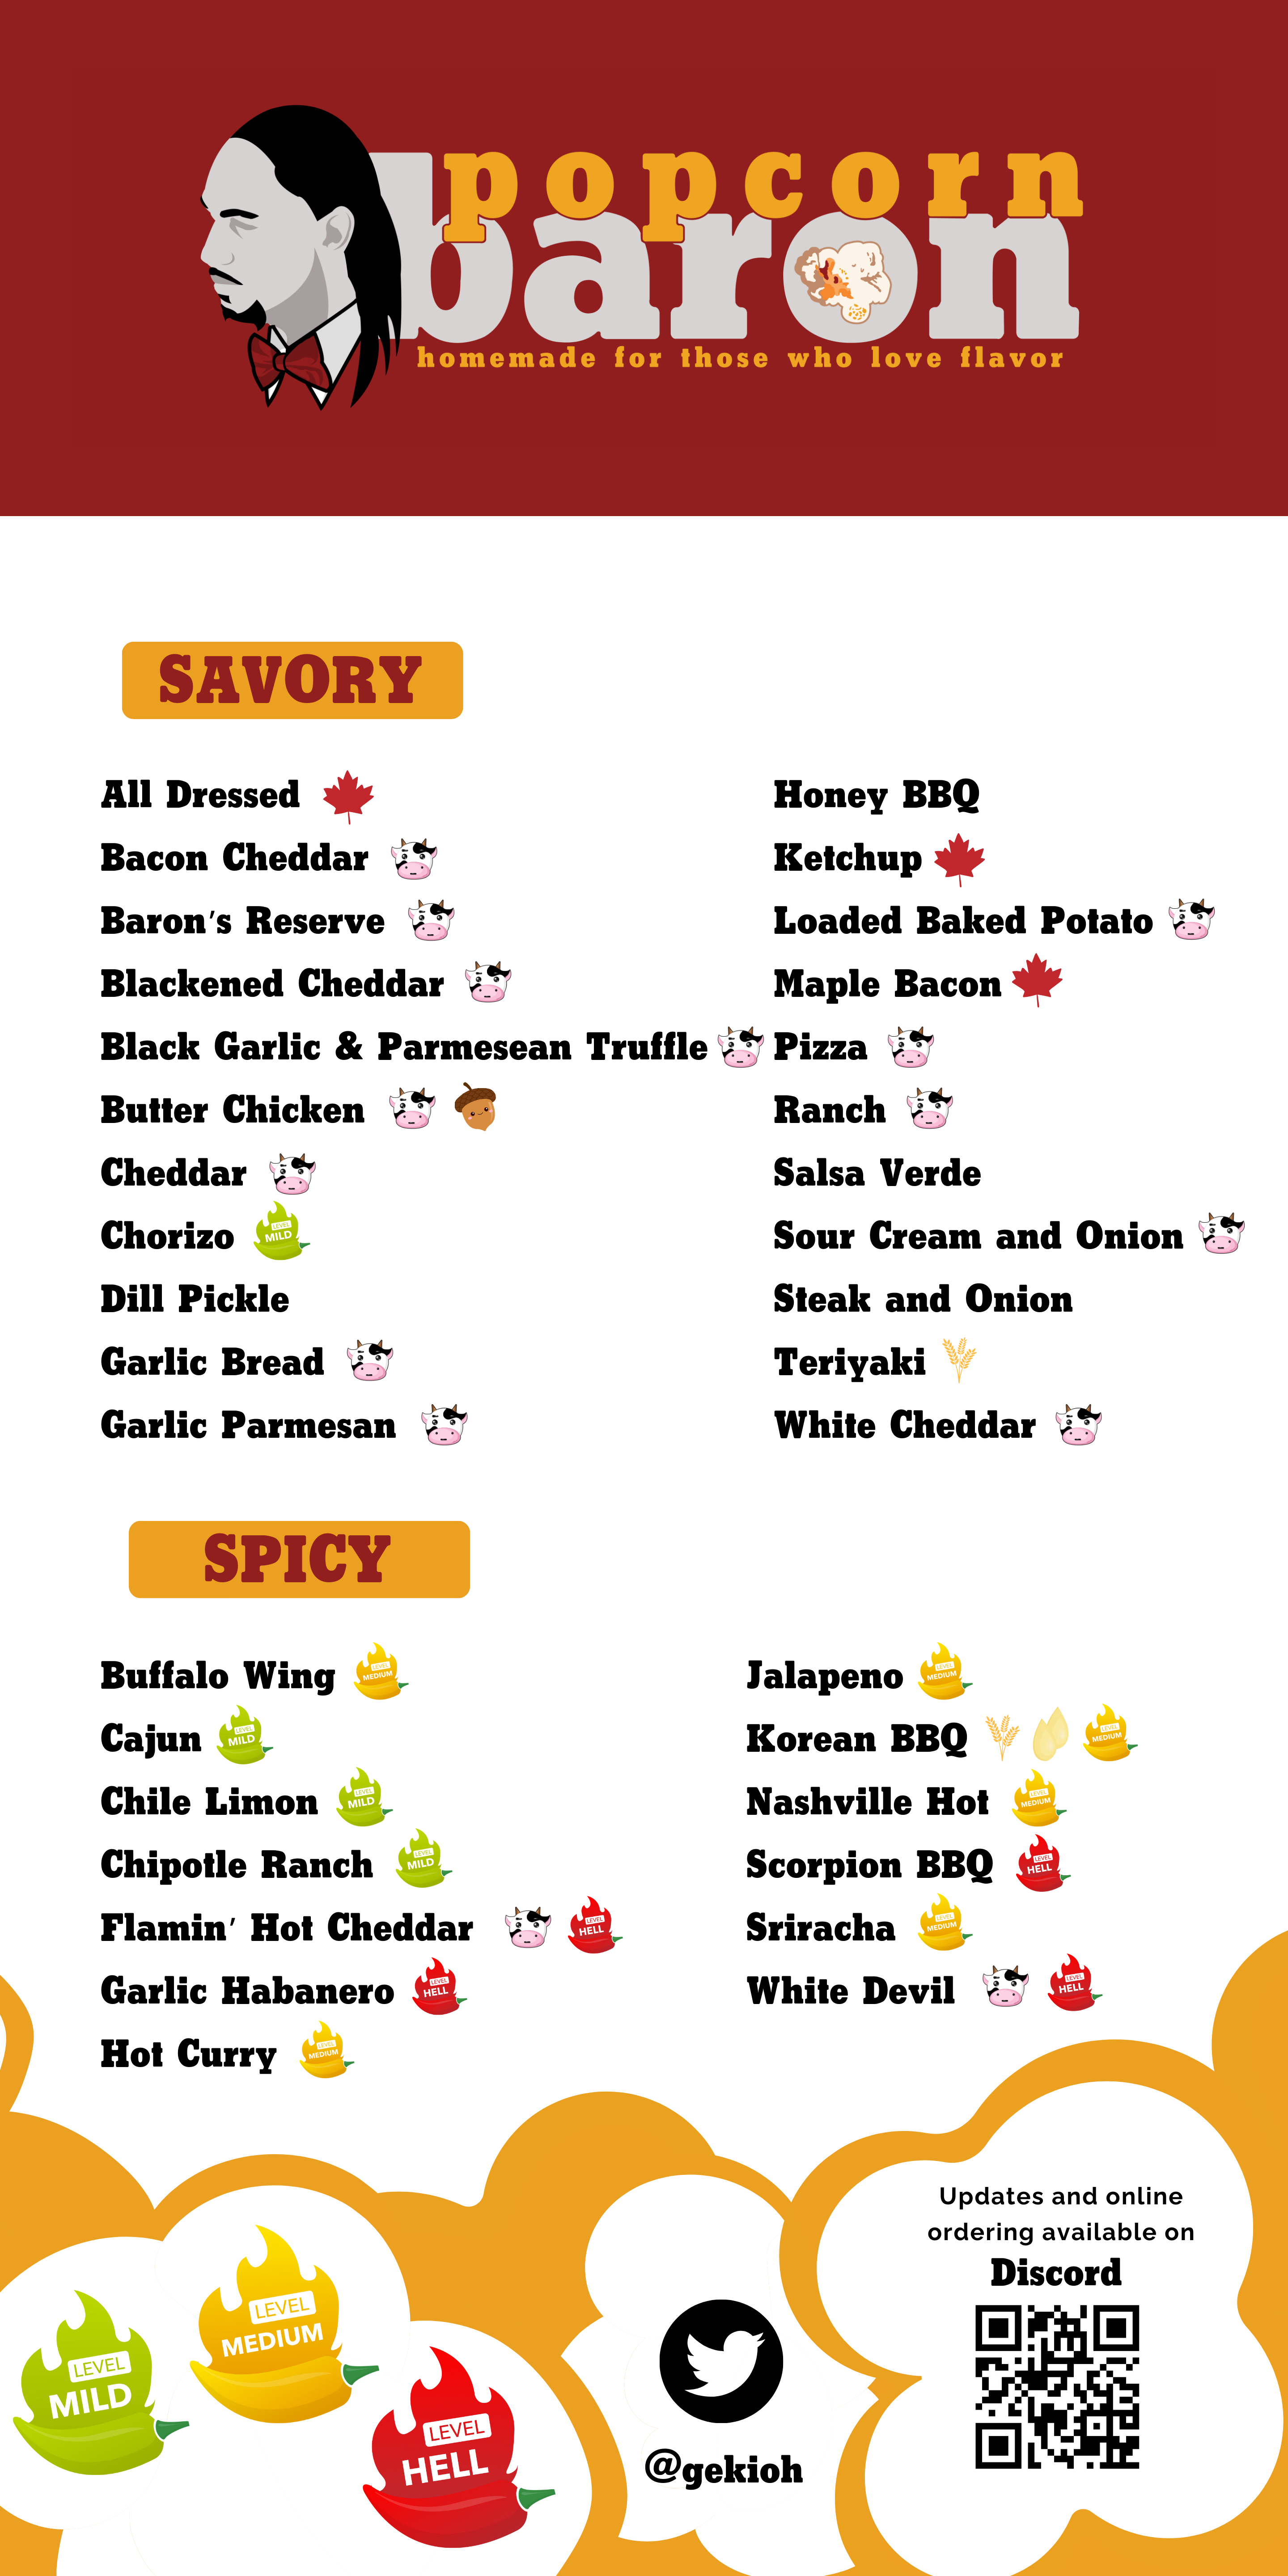 popcorn
baron
homemade for those who love flavor
SAVORY
All Dressed
Bacon Cheddar
Baron's Reserve
Blackened Cheddar
Black Garlic & Parmesean Truffle
Butter Chicken
Cheddar
Chorizo LEVEL MILD
Dill Pickle
Garlic Bread
Garlic Parmesan
Honey BBQ
Ketchup
Loaded Baked Potato
Maple Bacon
Pizza
Ranch
Salsa Verde
Sour Cream and Onion
Steak and Onion
Teriyaki
White Cheddar
SPICY
Buffalo Wing LEVEL MEDIUM
Cajun LEVEL MILD
Chile Limon LEVEL MILD
Chipotle Ranch LEVEL MILD
Flamin' Hot Cheddar LEVEL HELL
Garlic Habanero LEVEL HELL
Hot Curry LEVEL MEDIUM
Jalapeno LEVEL MEDIUM
Korean BBQ LEVEL MEDIUM
Nashville Hot LEVEL MEDIUM
Scorpion BBQ LEVEL HELL
Sriracha LEVEL MEDIUM
White Devil LEVEL HELL
LEVEL
MILD
LEVEL
MEDIUM
LEVEL
HELL
@gekioh
Updates and online
ordering available on
Discord